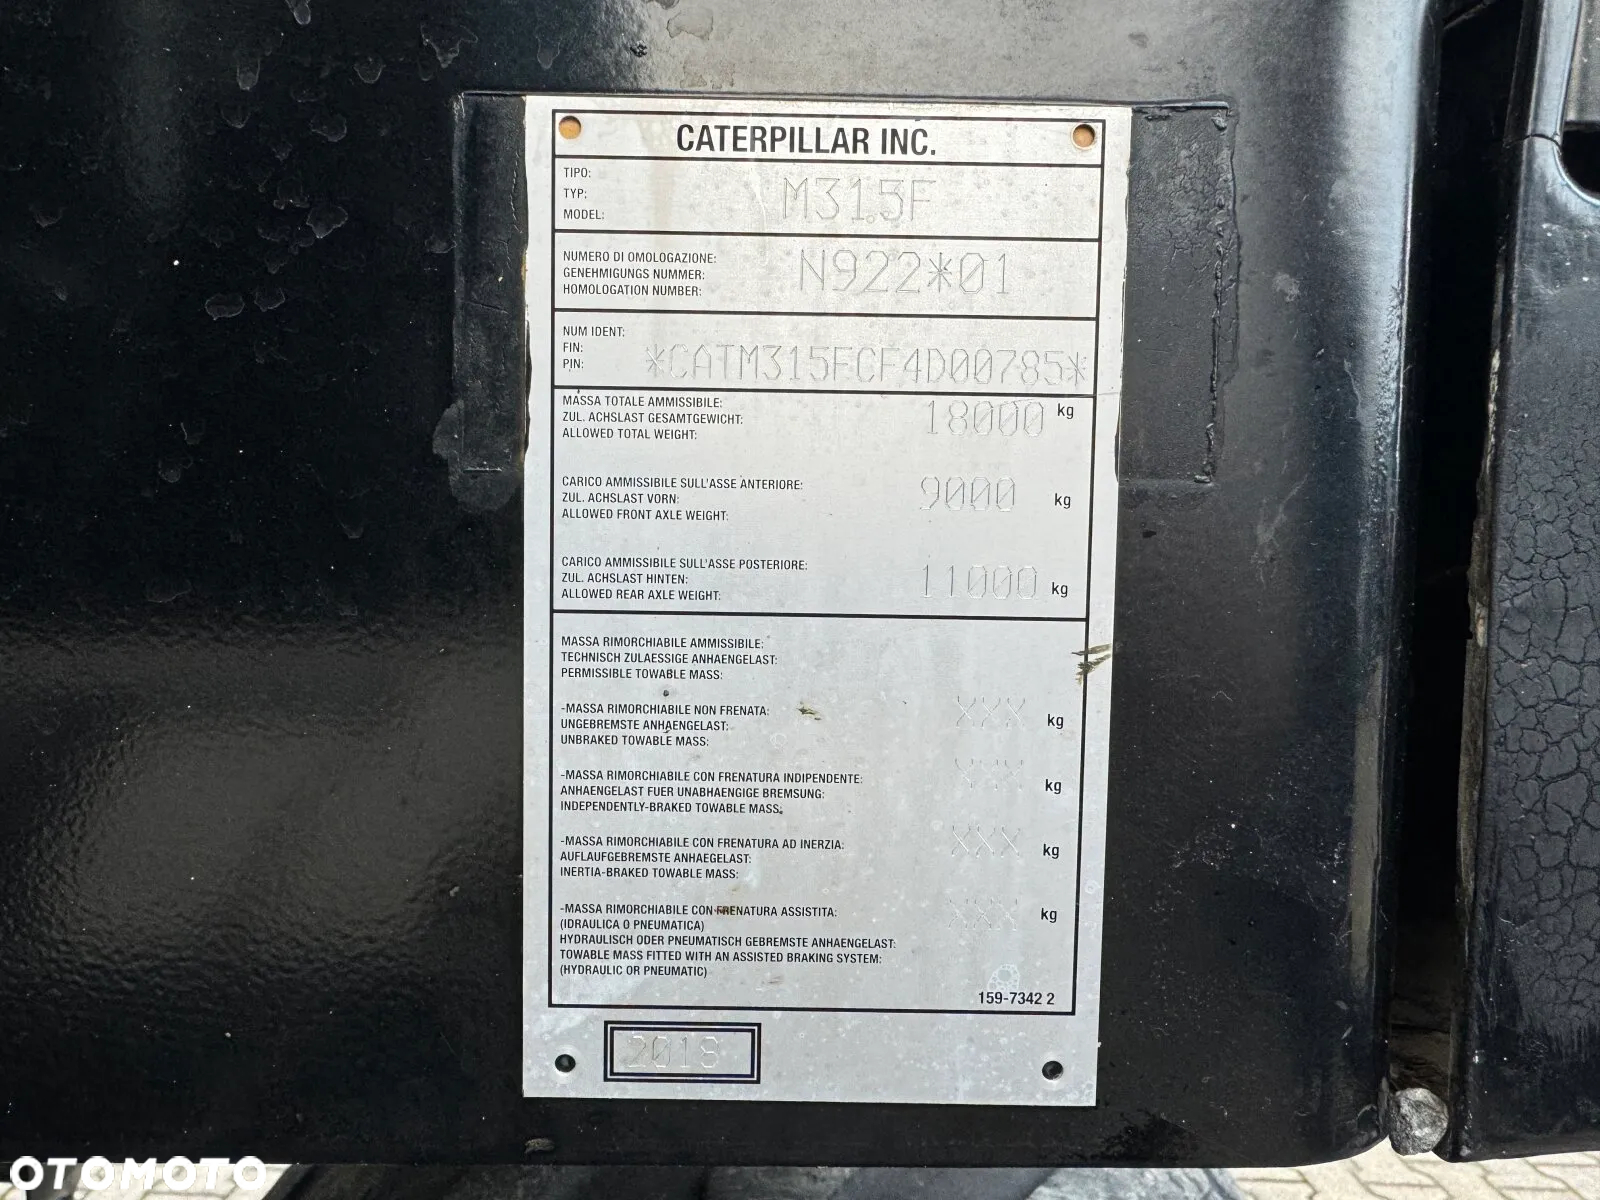 CATERPILLAR INC.
TIPO:
TYP:
MODEL:
M315F
NUMERO DI OMOLOGAZIONE:
GENEHMIGUNGS NUMMER:
HOMOLOGATION NUMBER:
N922*01
NUM IDENT:
FIN:
PIN:
*CATM315FCF4D00785*
MASSA TOTALE AMMISSIBILE:
ZUL. ACHSLAST GESAMTGEWICHT:
ALLOWED TOTAL WEIGHT:
18000 kg
CARICO AMMISSIBILE SULL'ASSE ANTERIORE:
ZUL. ACHSLAST VORN:
ALLOWED FRONT AXLE WEIGHT:
9000 kg
CARICO AMMISSIBILE SULL'ASSE POSTERIORE:
ZUL. ACHSLAST HINTEN:
ALLOWED REAR AXLE WEIGHT:
11000 kg
MASSA RIMORCHIABILE AMMISSIBILE:
TECHNISCH ZULAESSIGE ANHAENGELAST:
PERMISSIBLE TOWABLE MASS:
-MASSA RIMORCHIABILE NON FRENATA:
UNGEBREMSTE ANHAENGELAST:
UNBRAKED TOWABLE MASS:
XXX kg
-MASSA RIMORCHIABILE CON FRENATURA INDIPENDENTE:
ANHAENGELAST FUER UNABHAENGIGE BREMSUNG:
INDEPENDENTLY-BRAKED TOWABLE MASS:
XXX kg
-MASSA RIMORCHIABILE CON FRENATURA AD INERZIA:
AUFLAUFGEBREMSTE ANHAEGELAST:
INERTIA-BRAKED TOWABLE MASS:
XXX kg
-MASSA RIMORCHIABILE CON FRENATURA ASSISTITA:
(IDRAULICA O PNEUMATICA)
HYDRAULISCH ODER PNEUMATISCH GEBREMSTE ANHAENGELAST:
TOWABLE MASS FITTED WITH AN ASSISTED BRAKING SYSTEM:
(HYDRAULIC OR PNEUMATIC)
XXX kg
159-7342 2
2018
OTOMOTO